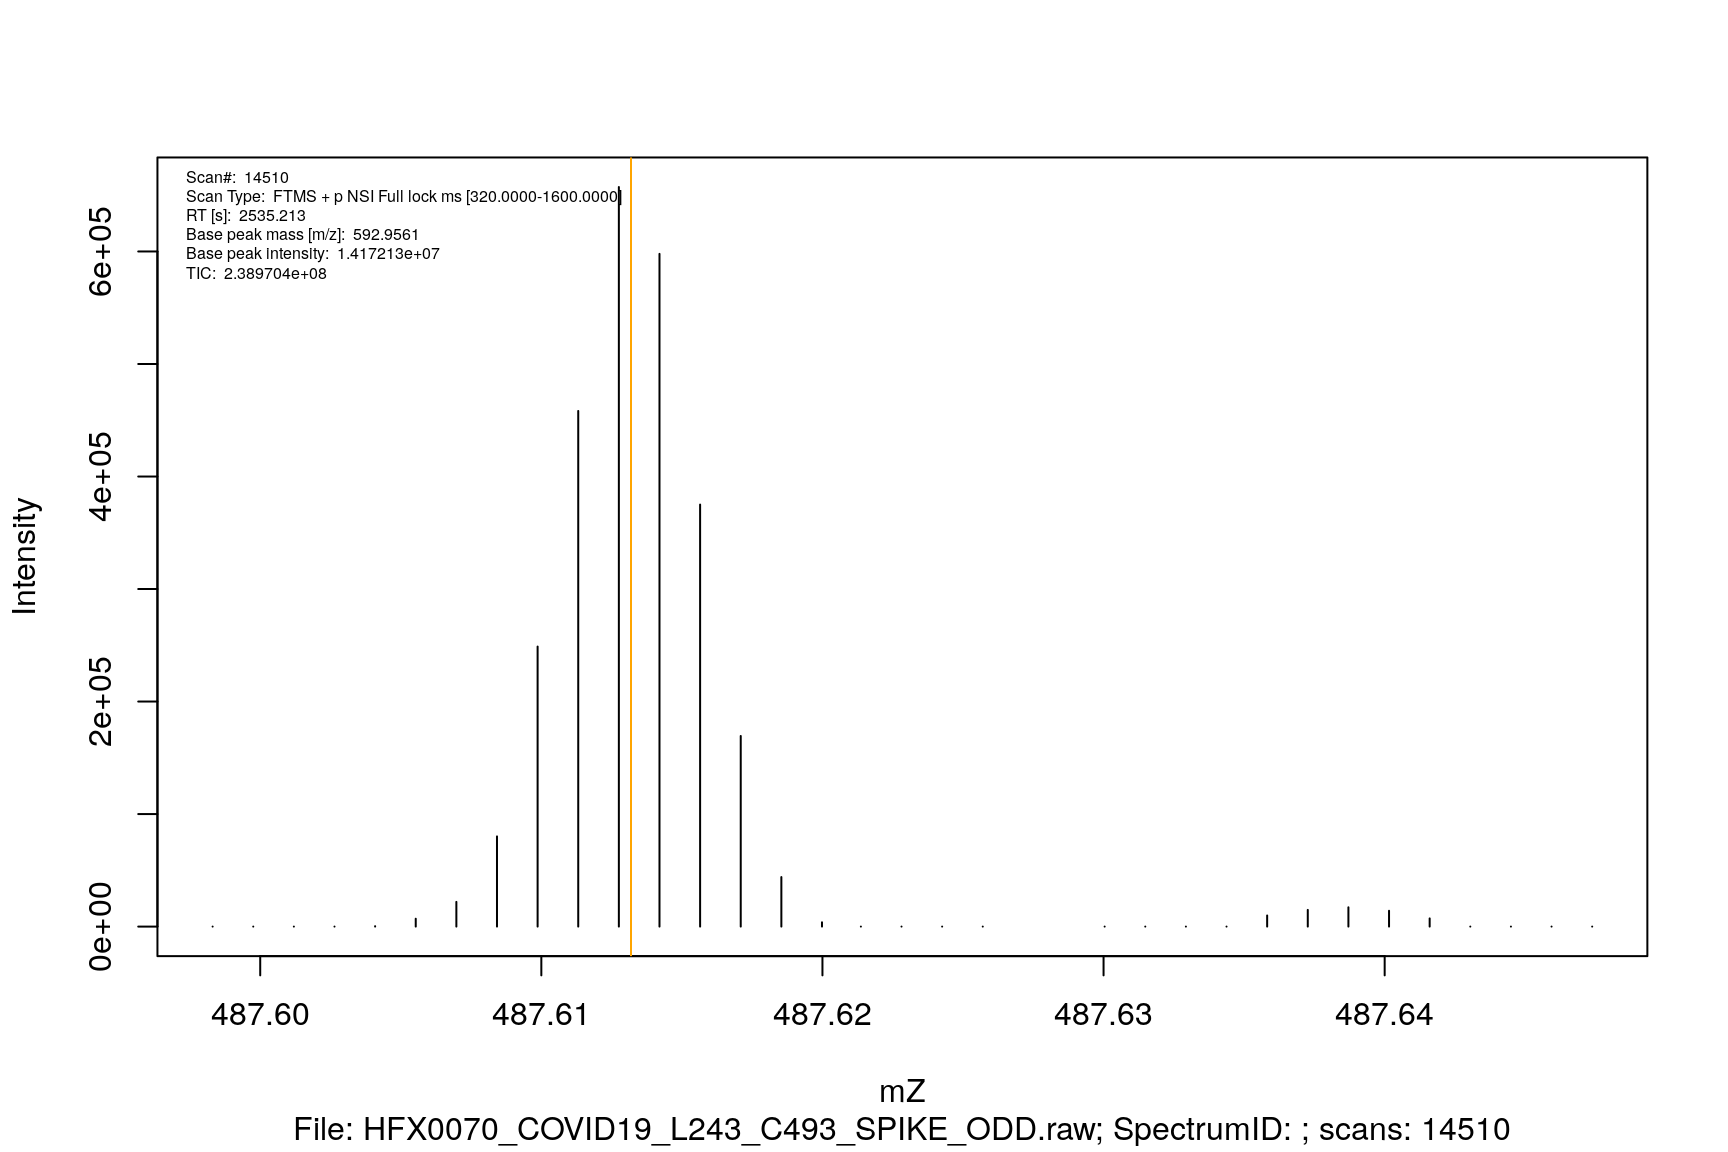 Scan#: 14510
Scan Type: FTMS + p NSI Full lock ms [320.0000-1600.0000]
RT [s]: 2535.213
Base peak mass [m/z]: 592.9561
Base peak intensity: 1.417213e+07
TIC: 2.389704e+08
6e+05
4e+05
2e+05
0e+00
Intensity
487.60 487.61 487.62 487.63 487.64
mZ
File: HFX0070_COVID19_L243_C493_SPIKE_ODD.raw; SpectrumID: ; scans: 14510